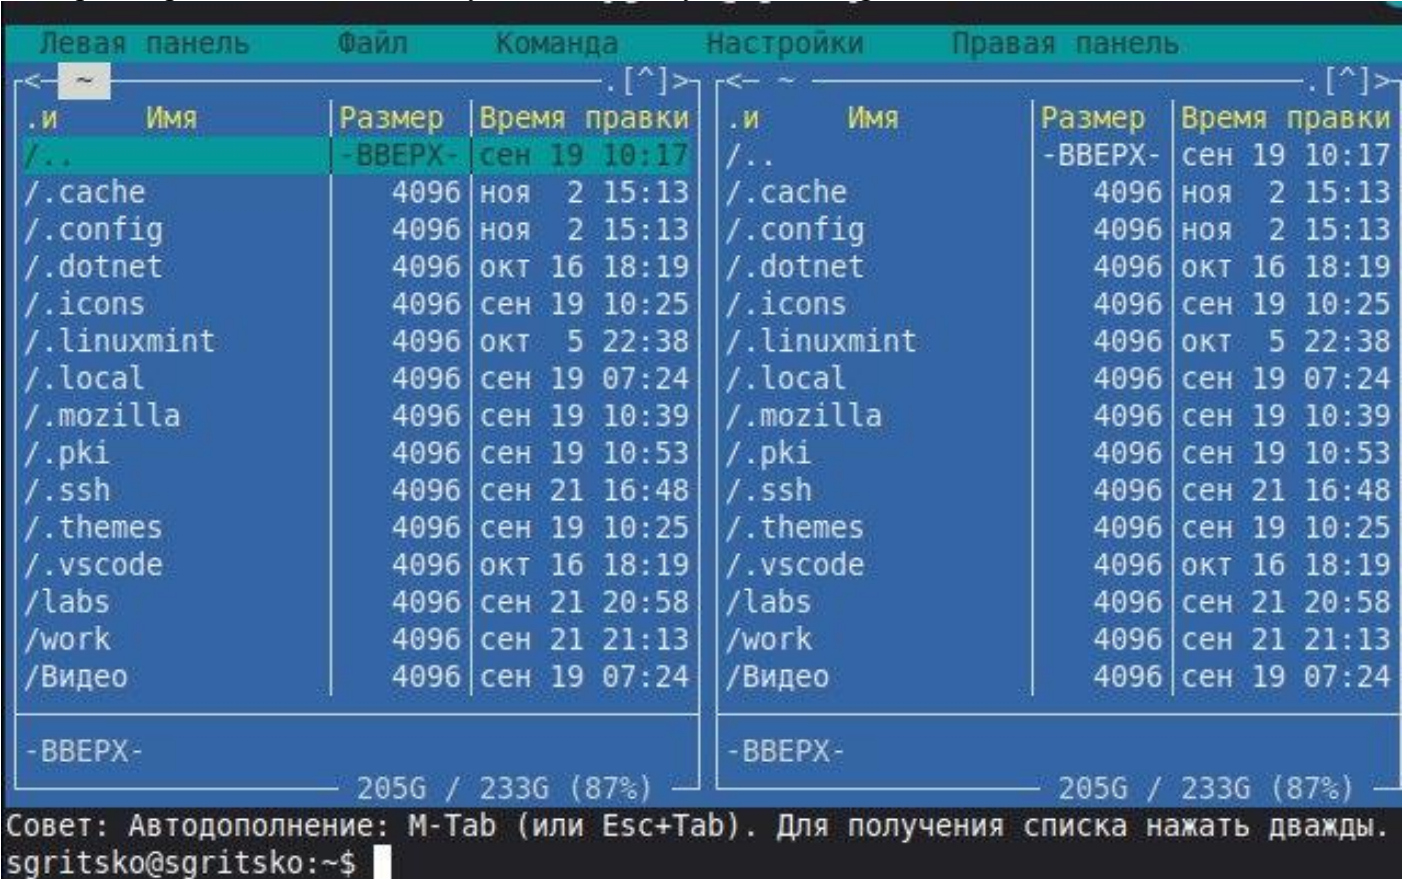 Левая панель Файл Команда Настройки Правая панель
<- ~ .[^]> <- ~ .[^]>
.и Имя Размер Время правки .и Имя Размер Время правки
/.. -ВВЕРХ- сен 19 10:17 /.. -ВВЕРХ- сен 19 10:17
/.cache 4096 ноя 2 15:13 /.cache 4096 ноя 2 15:13
/.config 4096 ноя 2 15:13 /.config 4096 ноя 2 15:13
/.dotnet 4096 окт 16 18:19 /.dotnet 4096 окт 16 18:19
/.icons 4096 сен 19 10:25 /.icons 4096 сен 19 10:25
/.linuxmint 4096 окт 5 22:38 /.linuxmint 4096 окт 5 22:38
/.local 4096 сен 19 07:24 /.local 4096 сен 19 07:24
/.mozilla 4096 сен 19 10:39 /.mozilla 4096 сен 19 10:39
/.pki 4096 сен 19 10:53 /.pki 4096 сен 19 10:53
/.ssh 4096 сен 21 16:48 /.ssh 4096 сен 21 16:48
/.themes 4096 сен 19 10:25 /.themes 4096 сен 19 10:25
/.vscode 4096 окт 16 18:19 /.vscode 4096 окт 16 18:19
/labs 4096 сен 21 20:58 /labs 4096 сен 21 20:58
/work 4096 сен 21 21:13 /work 4096 сен 21 21:13
/Видео 4096 сен 19 07:24 /Видео 4096 сен 19 07:24
-ВВЕРХ- -ВВЕРХ-
205G / 233G (87%) 205G / 233G (87%)
Совет: Автодополнение: M-Tab (или Esc+Tab). Для получения списка нажать дважды.
sgritsko@sgritsko:~$